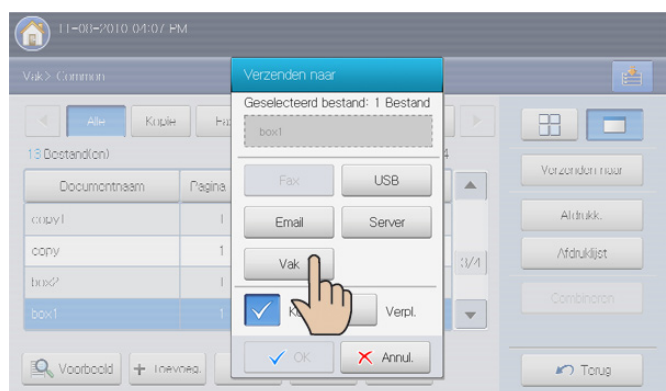 11-08-2010 04:07 PM
Vak> Common
Verzenden naar
Geselecteerd bestand: 1 Bestand
box1
Alle Kopie
13 Bestand(en)
Documentnaam Pagina
copy1 1
copy 1
box2 1
box1
3/4
Fax USB
Email Server
Vak
Verpl.
OK Annul.
Verzenden naar
Afdrukk.
Afdruklijst
Combineren
Voorbeeld + Toevoeg.
Terug